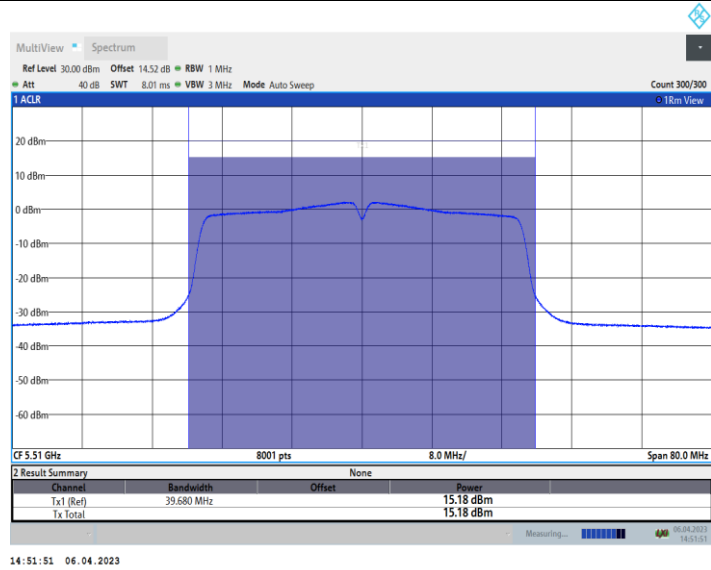 R S
MultiView Spectrum
Ref Level 30.00 dBm Offset 14.52 dB RBW 1 MHz
Att 40 dB SWT 8.01 ms VBW 3 MHz Mode Auto Sweep Count 300/300
1 ACLR 1Rm View
20 dBm
10 dBm
0 dBm
-10 dBm
-20 dBm
-30 dBm
-40 dBm
-50 dBm
-60 dBm
CF 5.51 GHz 8001 pts 8.0 MHz/ Span 80.0 MHz
2 Result Summary None
Channel Bandwidth Offset Power
Tx1 (Ref) 39.680 MHz 15.18 dBm
Tx Total 15.18 dBm
Measuring... 06.04.2023
14:51:51
14:51:51 06.04.2023